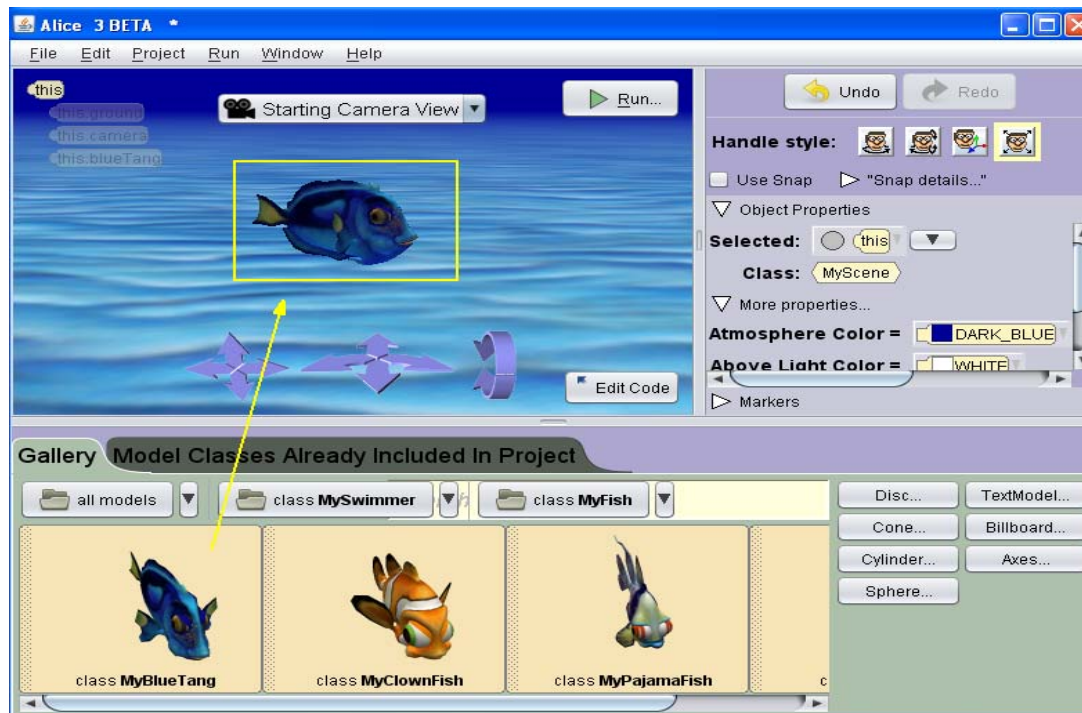 Alice 3 BETA *
File Edit Project Run Window Help
this
this.ground
this.camera
this.blueTang
Starting Camera View
Run...
Edit Code
Undo
Redo
Handle style:
Use Snap
"Snap details..."
Object Properties
Selected: this
Class: MyScene
More properties...
Atmosphere Color = DARK_BLUE
Above Light Color = WHITE
Markers
Gallery
Model Classes Already Included In Project
all models
class MySwimmer
class MyFish
class MyBlueTang
class MyClownFish
class MyPajamaFish
c
Disc...
TextModel...
Cone...
Billboard...
Cylinder...
Axes...
Sphere...